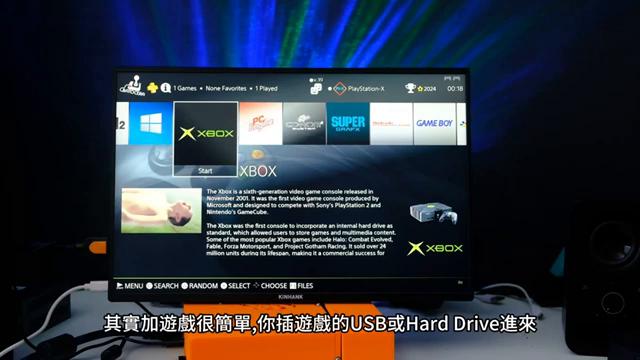 1 Games • None Favorites • 1 Played
PlayStation-X
2024
00:18
XBOX
PC
SUPER
GRAFX
GAME BOY
Start
XBOX
The Xbox is a sixth-generation video game console released in
November 2001. It was the first video game console produced by
Microsoft and designed to compete with Sony's PlayStation 2 and
Nintendo's GameCube.
The Xbox was the first console to incorporate an internal hard drive as
standard, which allowed users to store games and multimedia content.
Some of the most popular Xbox games include Halo: Combat Evolved,
Fable, Forza Motorsport, and Project Gotham Racing. It sold over 24
million units during its lifespan, making it a commercial success for
XBOX
MENU SEARCH RANDOM SELECT CHOOSE FILES
KINHANK
其實加遊戲很簡單,你插遊戲的USB或Hard Drive進來